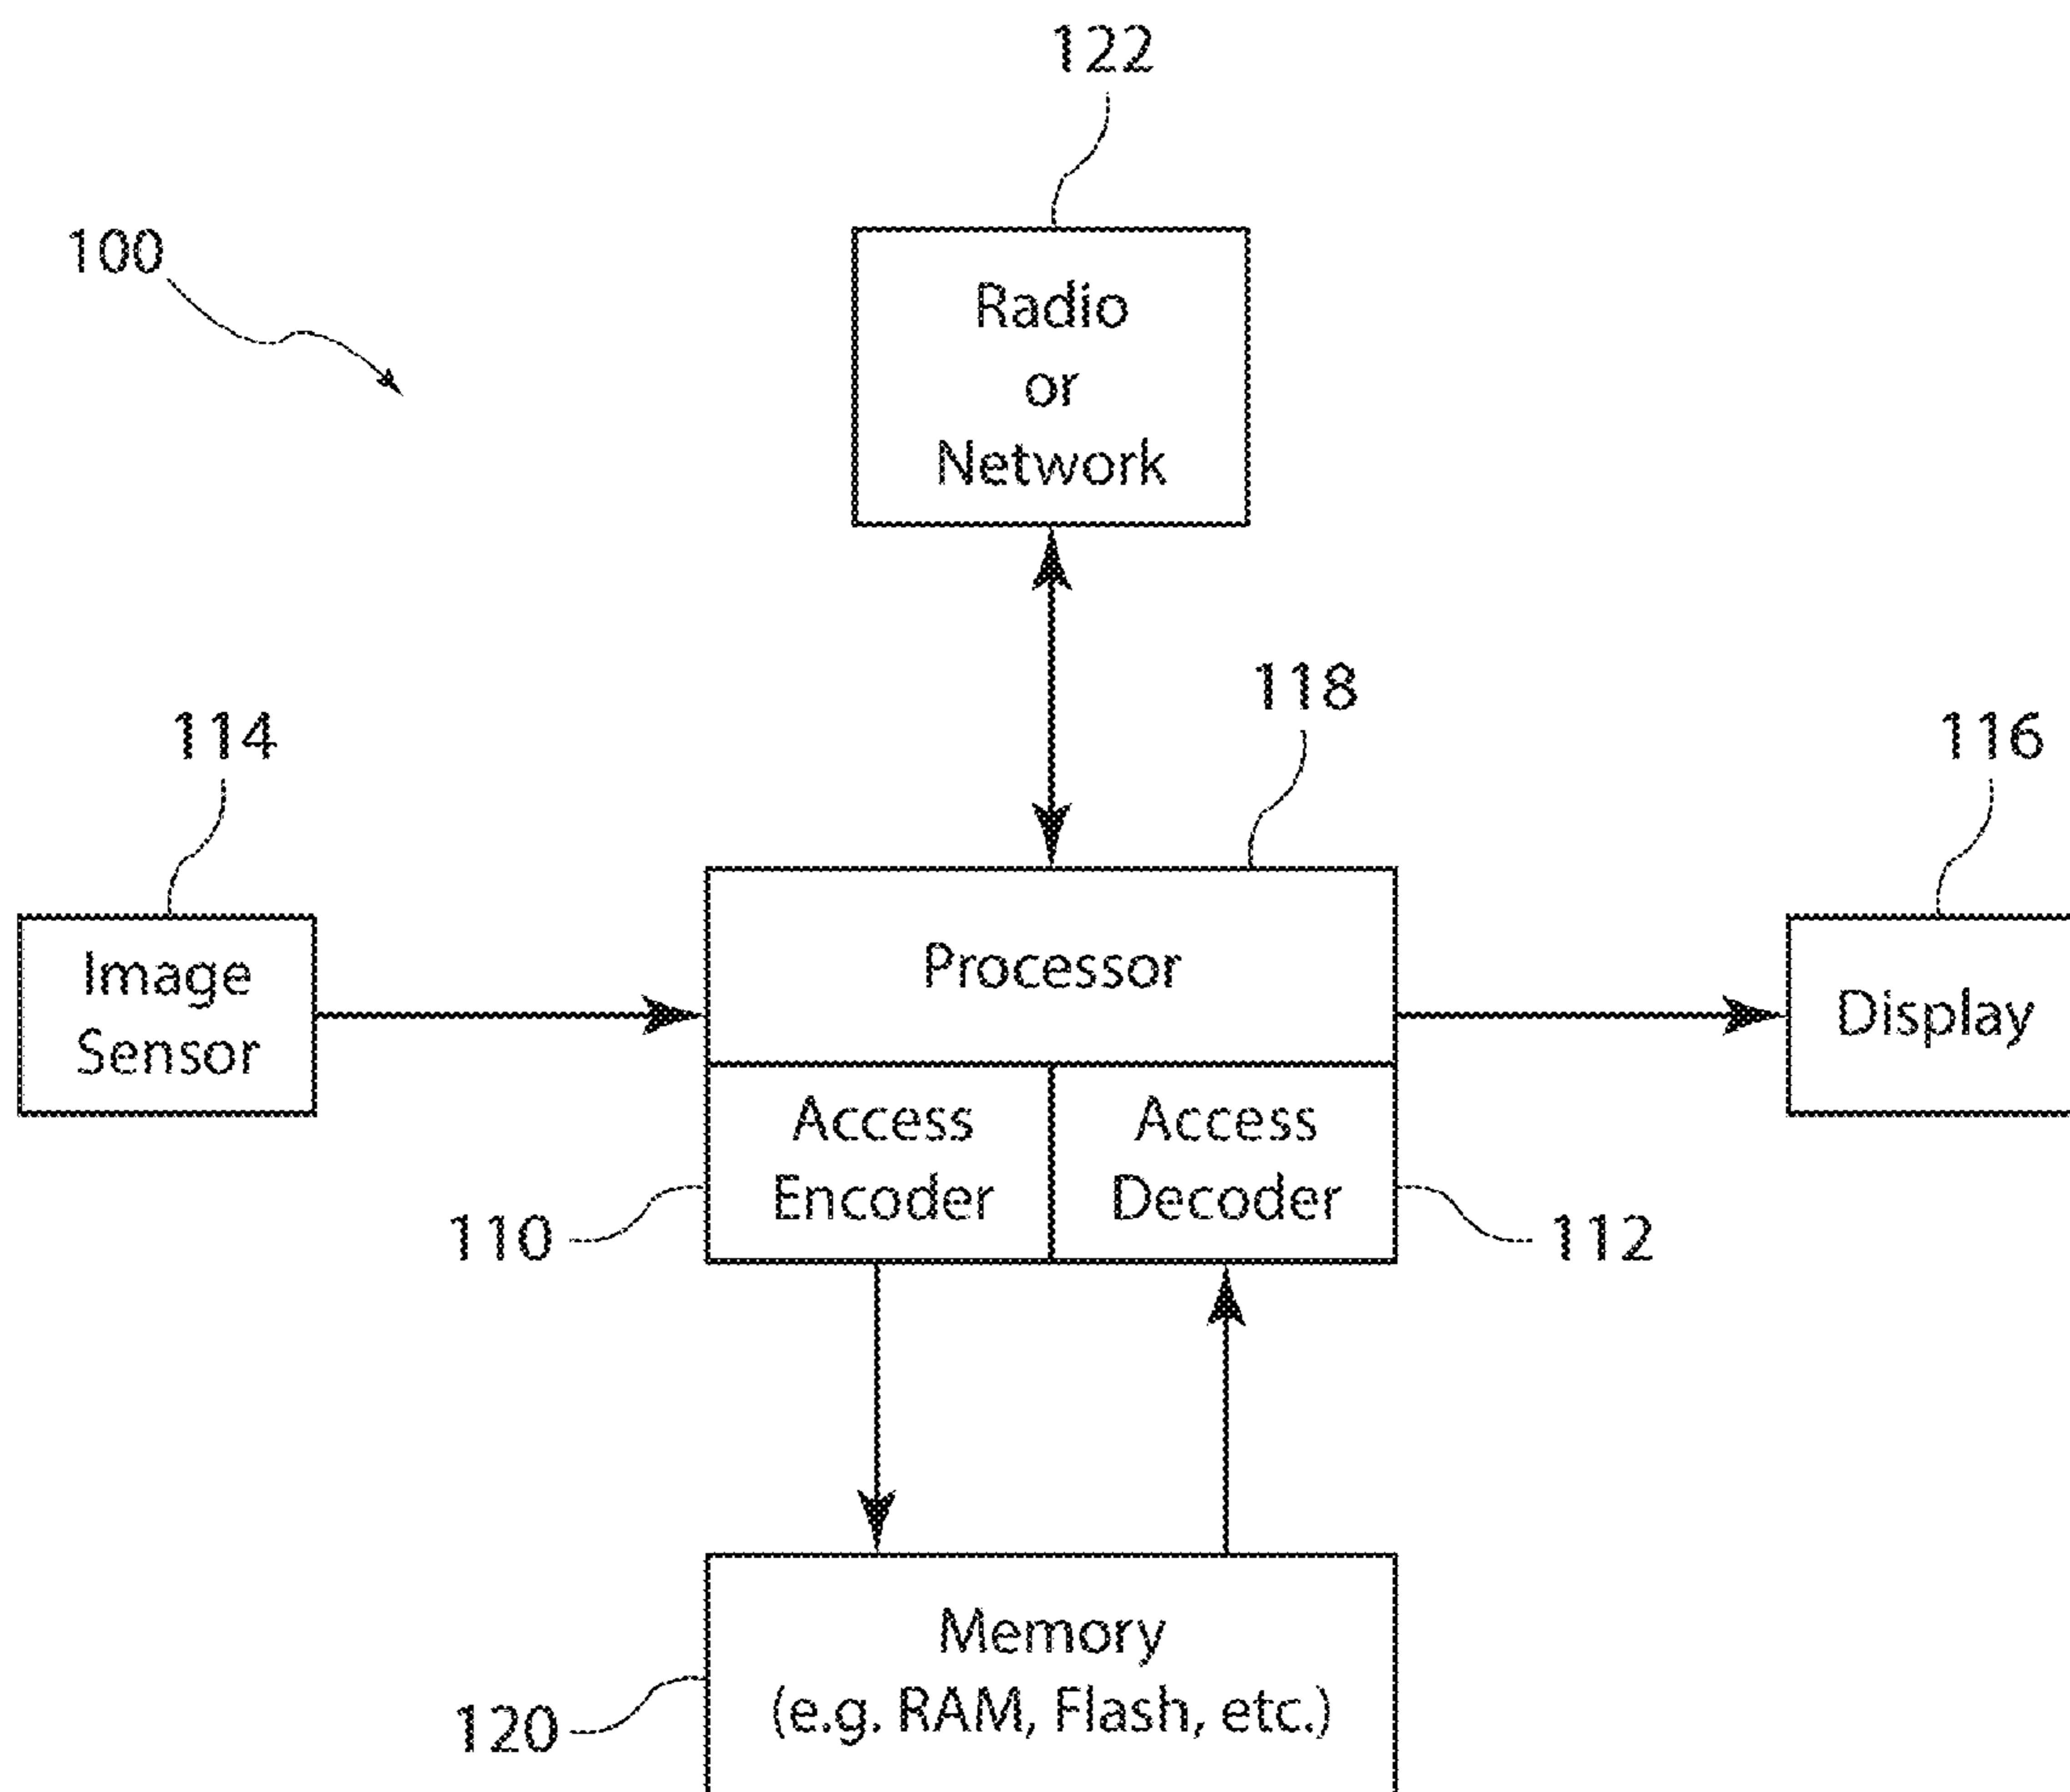 122
100
Radio
or
Network
118
114
116
Image
Sensor
Processor
Display
Access
Encoder
Access
Decoder
110
112
Memory
(e.g. RAM, Flash, etc.)
120